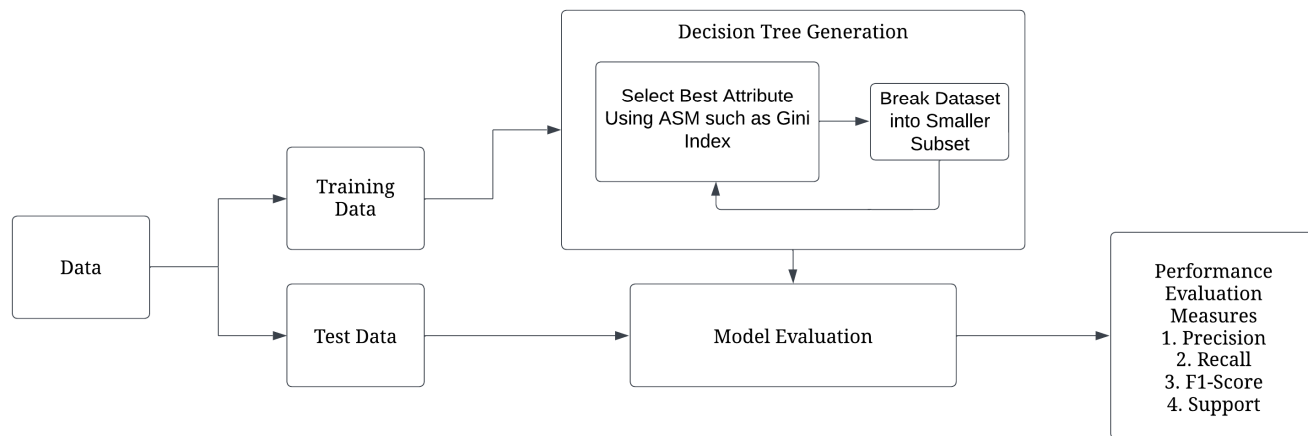 Decision Tree Generation
Select Best Attribute
Using ASM such as Gini
Index
Break Dataset
into Smaller
Subset
Training
Data
Data
Test Data
Model Evaluation
Performance
Evaluation
Measures
1. Precision
2. Recall
3. F1-Score
4. Support